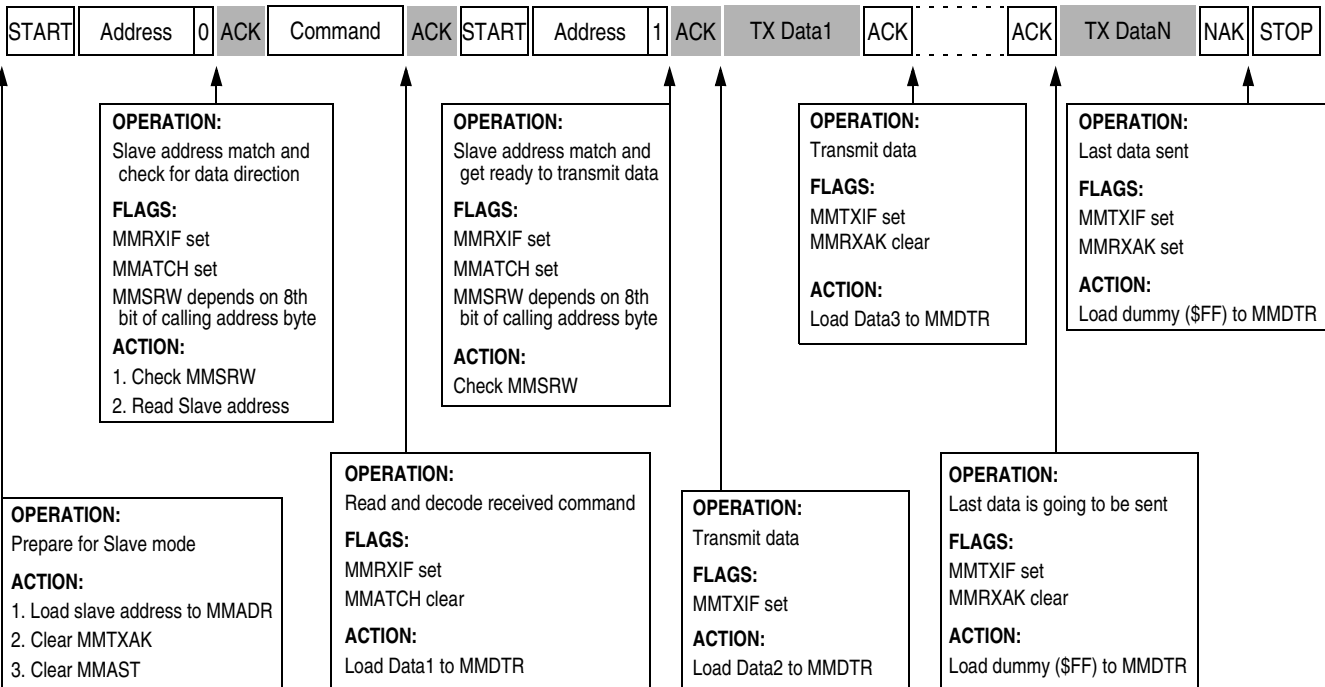 START Address 0 ACK Command ACK START Address 1 ACK TX Data1 ACK ACK TX DataN NAK STOP
OPERATION:
Slave address match and
check for data direction
FLAGS:
MMRXIF set
MMATCH set
MMSRW depends on 8th
bit of calling address byte
ACTION:
1. Check MMSRW
2. Read Slave address
OPERATION:
Slave address match and
get ready to transmit data
FLAGS:
MMRXIF set
MMATCH set
MMSRW depends on 8th
bit of calling address byte
ACTION:
Check MMSRW
OPERATION:
Transmit data
FLAGS:
MMTXIF set
MMRXAK clear
ACTION:
Load Data3 to MMDTR
OPERATION:
Last data sent
FLAGS:
MMTXIF set
MMRXAK set
ACTION:
Load dummy ($FF) to MMDTR
OPERATION:
Prepare for Slave mode
ACTION:
1. Load slave address to MMADR
2. Clear MMTXAK
3. Clear MMAST
OPERATION:
Read and decode received command
FLAGS:
MMRXIF set
MMATCH clear
ACTION:
Load Data1 to MMDTR
OPERATION:
Transmit data
FLAGS:
MMTXIF set
ACTION:
Load Data2 to MMDTR
OPERATION:
Last data is going to be sent
FLAGS:
MMTXIF set
MMRXAK clear
ACTION:
Load dummy ($FF) to MMDTR